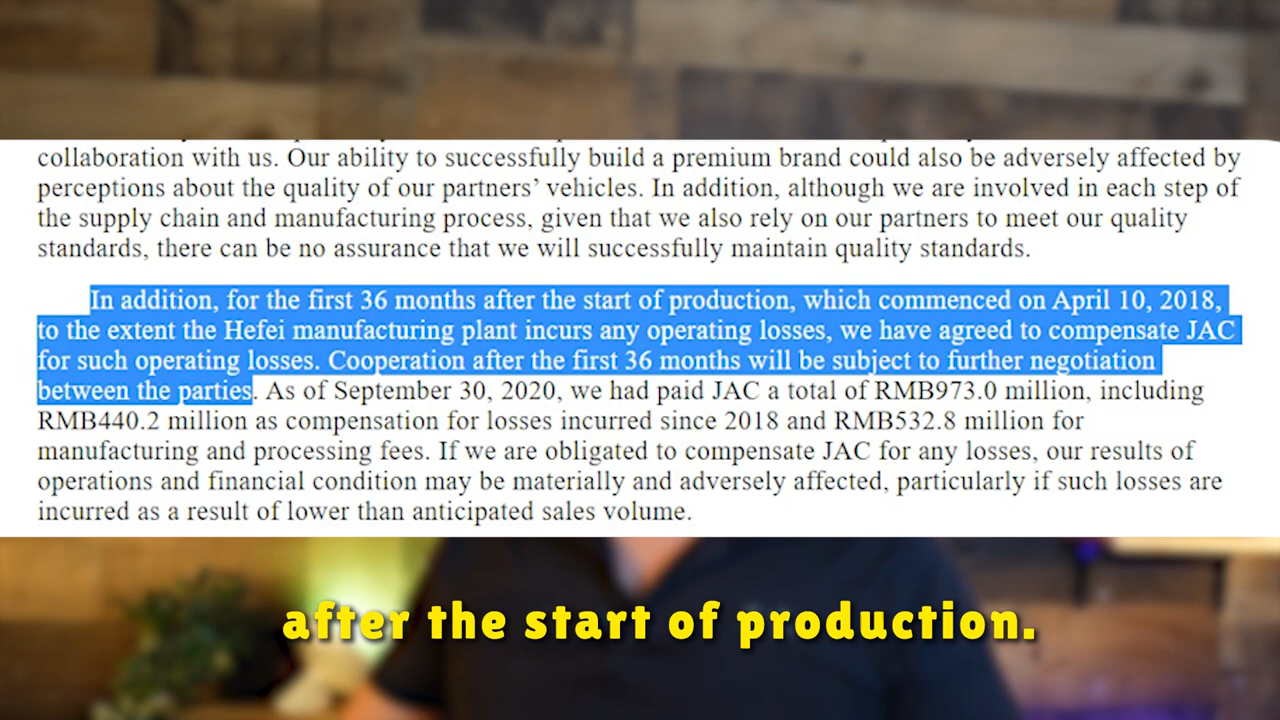 collaboration with us. Our ability to successfully build a premium brand could also be adversely affected by
perceptions about the quality of our partners’ vehicles. In addition, although we are involved in each step of
the supply chain and manufacturing process, given that we also rely on our partners to meet our quality
standards, there can be no assurance that we will successfully maintain quality standards.
In addition, for the first 36 months after the start of production, which commenced on April 10, 2018,
to the extent the Hefei manufacturing plant incurs any operating losses, we have agreed to compensate JAC
for such operating losses. Cooperation after the first 36 months will be subject to further negotiation
between the parties. As of September 30, 2020, we had paid JAC a total of RMB973.0 million, including
RMB440.2 million as compensation for losses incurred since 2018 and RMB532.8 million for
manufacturing and processing fees. If we are obligated to compensate JAC for any losses, our results of
operations and financial condition may be materially and adversely affected, particularly if such losses are
incurred as a result of lower than anticipated sales volume.
after the start of production.